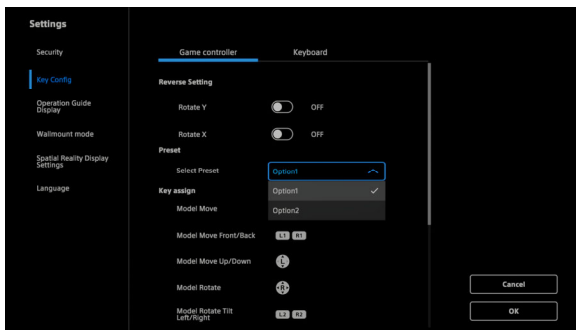 Settings
Security
Key Config
Operation Guide
Display
Wallmount mode
Spatial Reality Display
Settings
Language
Game controller
Keyboard
Reverse Setting
Rotate Y
OFF
Rotate X
OFF
Preset
Select Preset
Option1
Key assign
Option1
Model Move
Option2
Model Move Front/Back
L1 R1
Model Move Up/Down
L
Model Rotate
R
Model Rotate Tilt
Left/Right
L2 R2
Cancel
OK